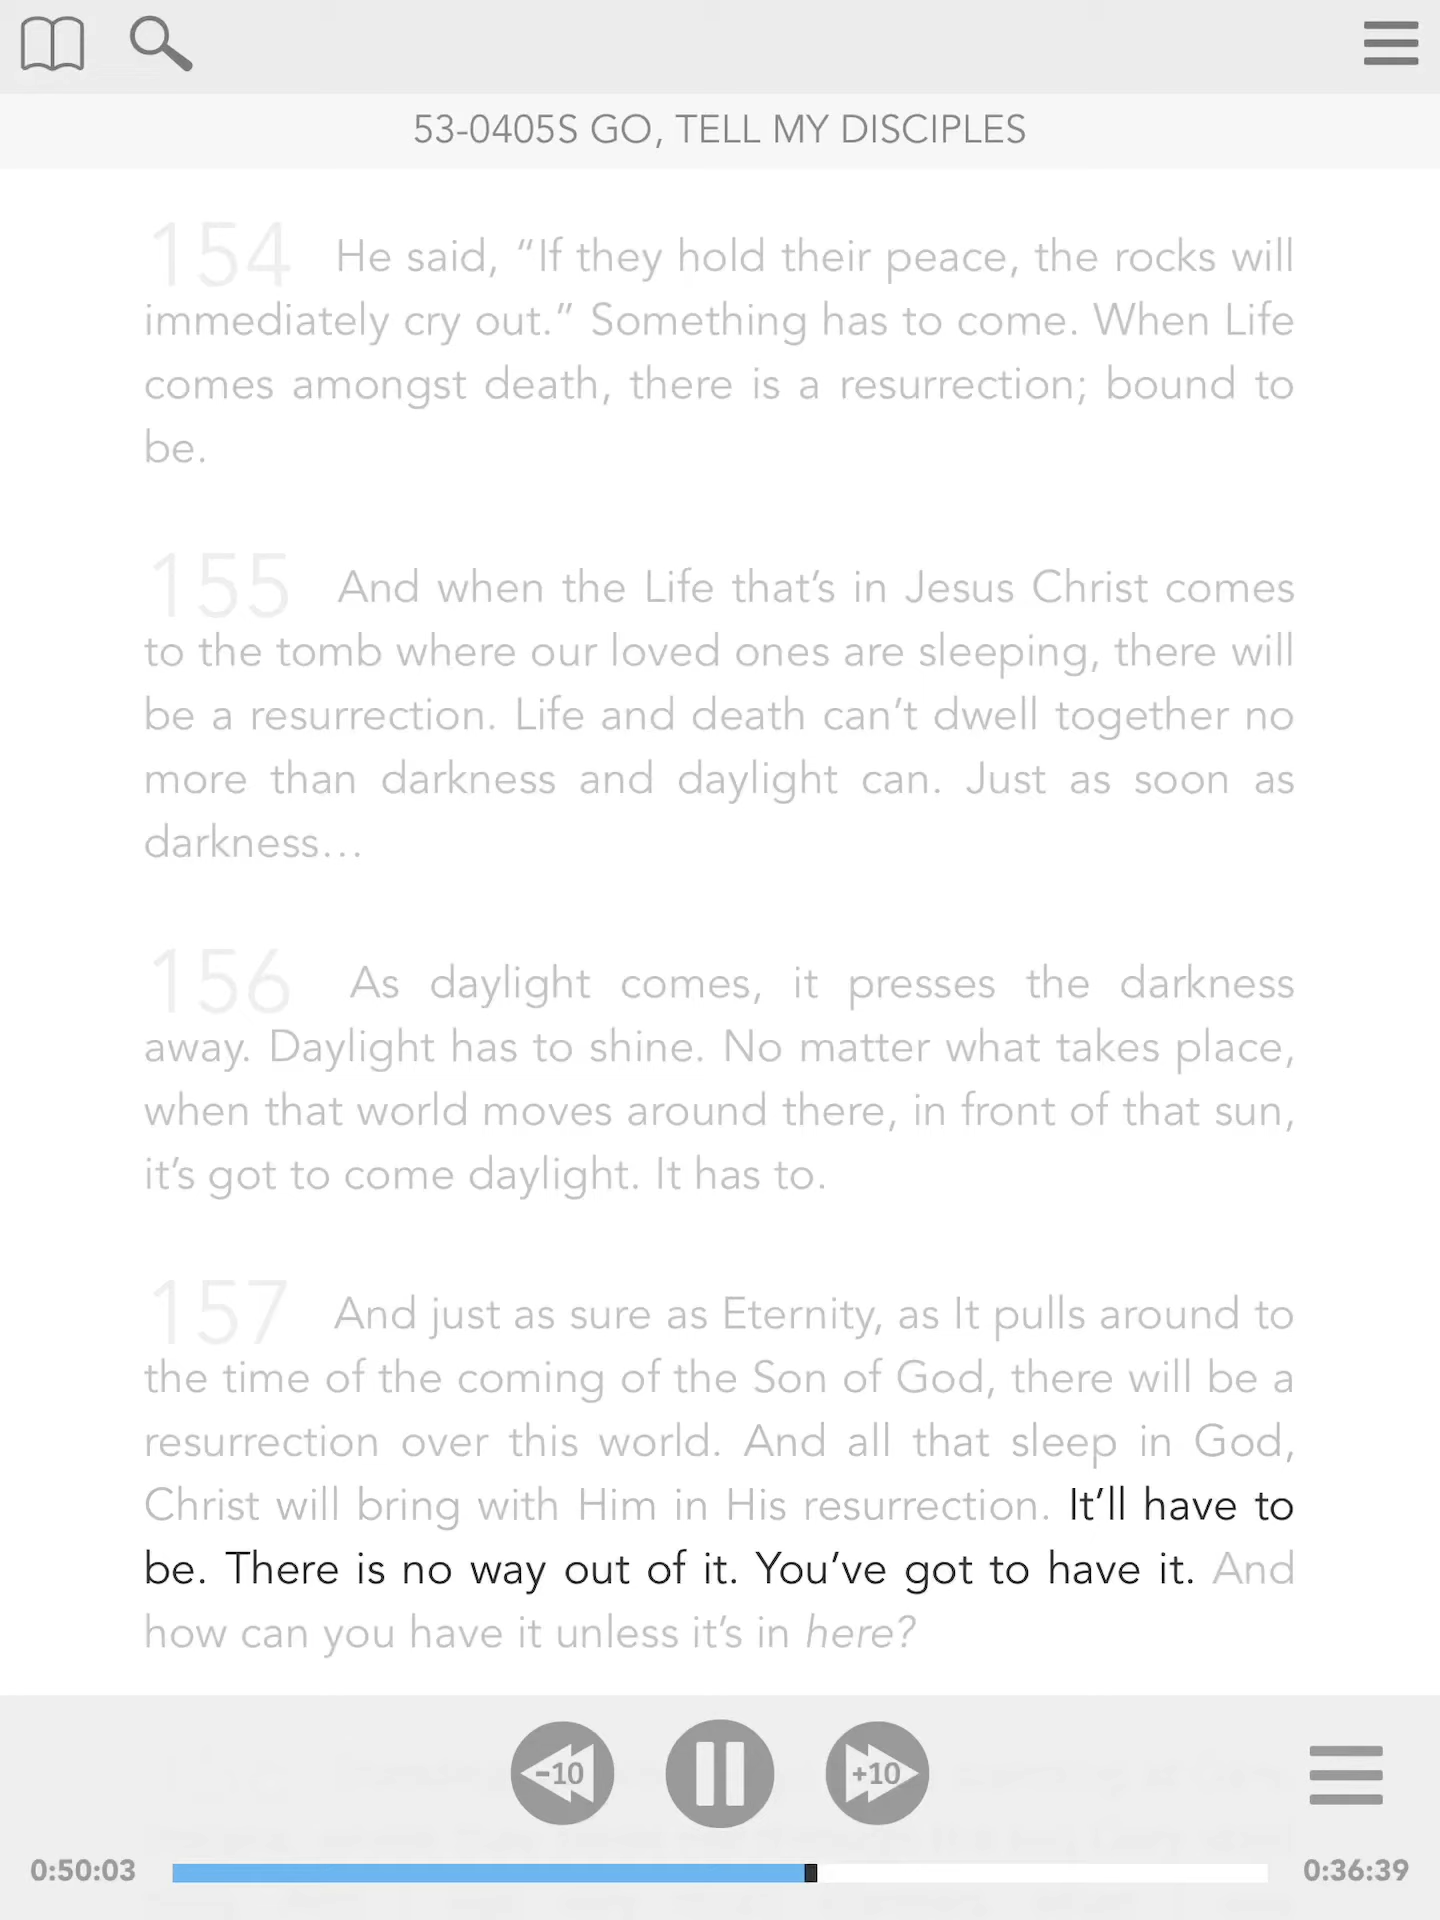 53-0405S GO, TELL MY DISCIPLES
154 He said, “If they hold their peace, the rocks will
immediately cry out.” Something has to come. When Life
comes amongst death, there is a resurrection; bound to
be.
155 And when the Life that’s in Jesus Christ comes
to the tomb where our loved ones are sleeping, there will
be a resurrection. Life and death can’t dwell together no
more than darkness and daylight can. Just as soon as
darkness…
156 As daylight comes, it presses the darkness
away. Daylight has to shine. No matter what takes place,
when that world moves around there, in front of that sun,
it’s got to come daylight. It has to.
157 And just as sure as Eternity, as It pulls around to
the time of the coming of the Son of God, there will be a
resurrection over this world. And all that sleep in God,
Christ will bring with Him in His resurrection. It’ll have to
be. There is no way out of it. You’ve got to have it. And
how can you have it unless it’s in here?
-10 +10
0:50:03 0:36:39